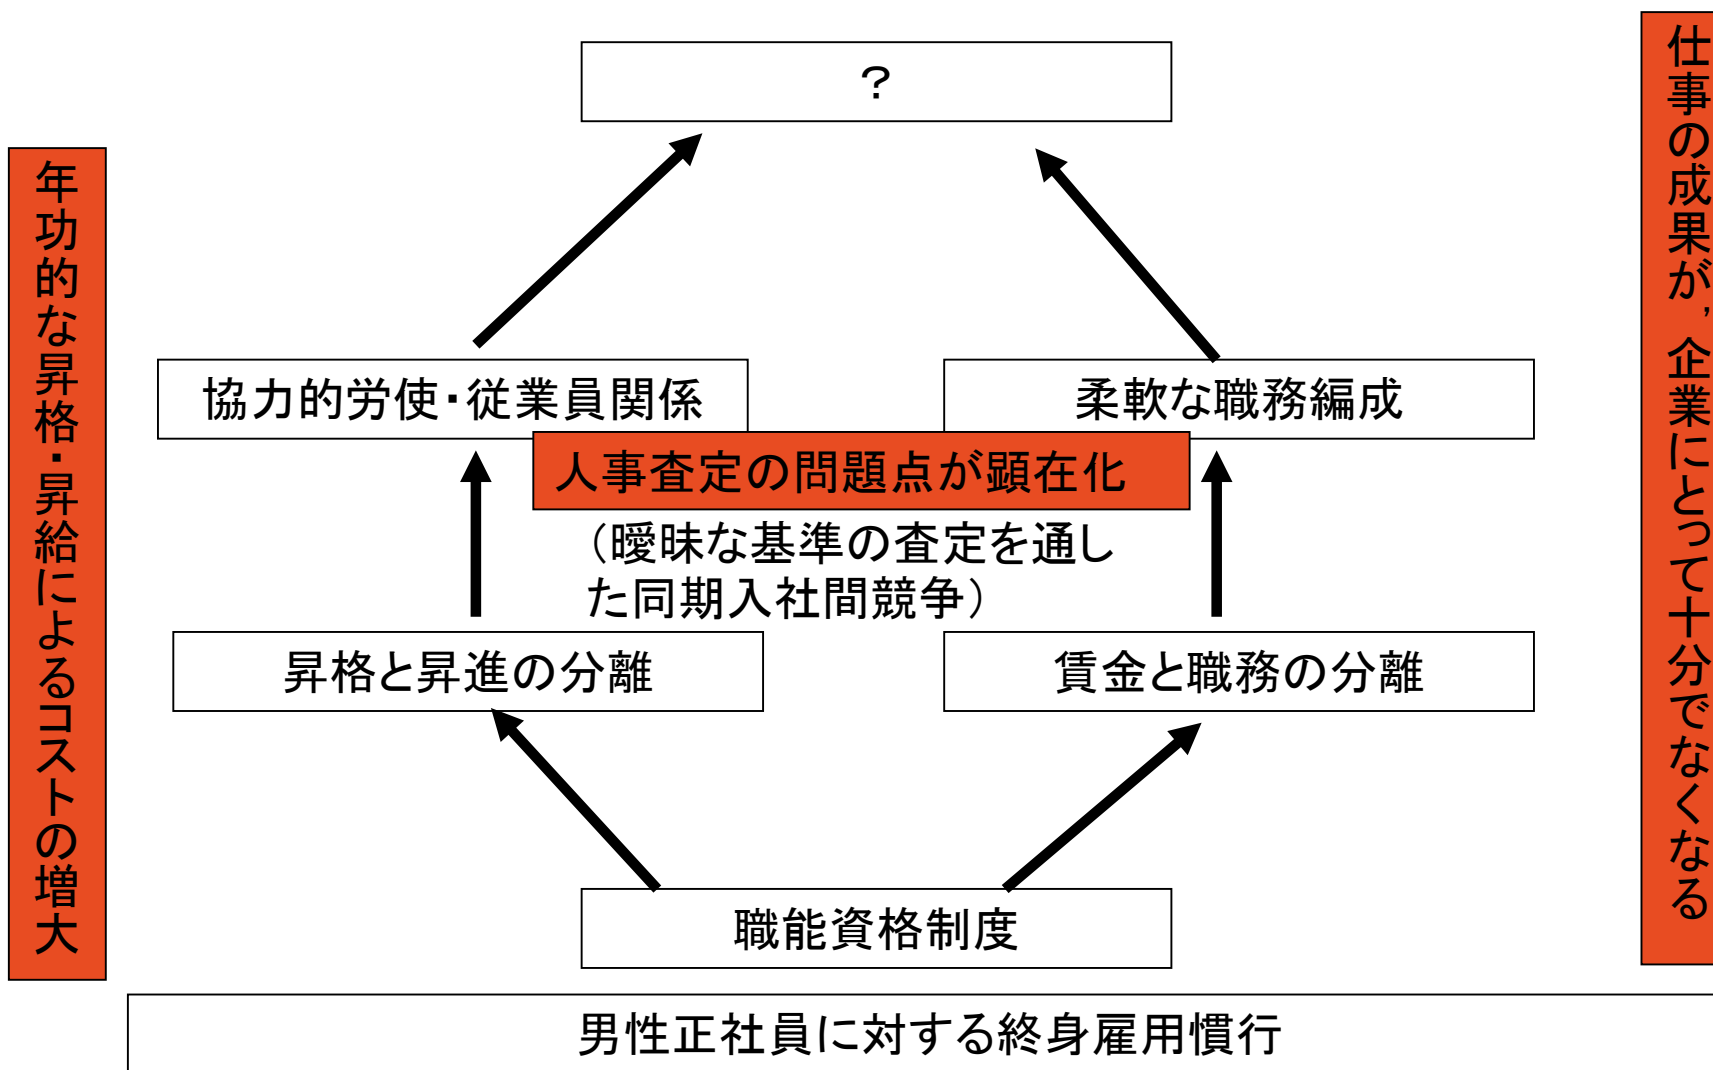 ？
仕事の成果が，企業にとって十分でなくなる
年功的な昇格・昇給によるコストの増大
協力的労使・従業員関係
柔軟な職務編成
人事査定の問題点が顕在化
（曖昧な基準の査定を通し
た同期入社間競争）
昇格と昇進の分離
賃金と職務の分離
職能資格制度
男性正社員に対する終身雇用慣行